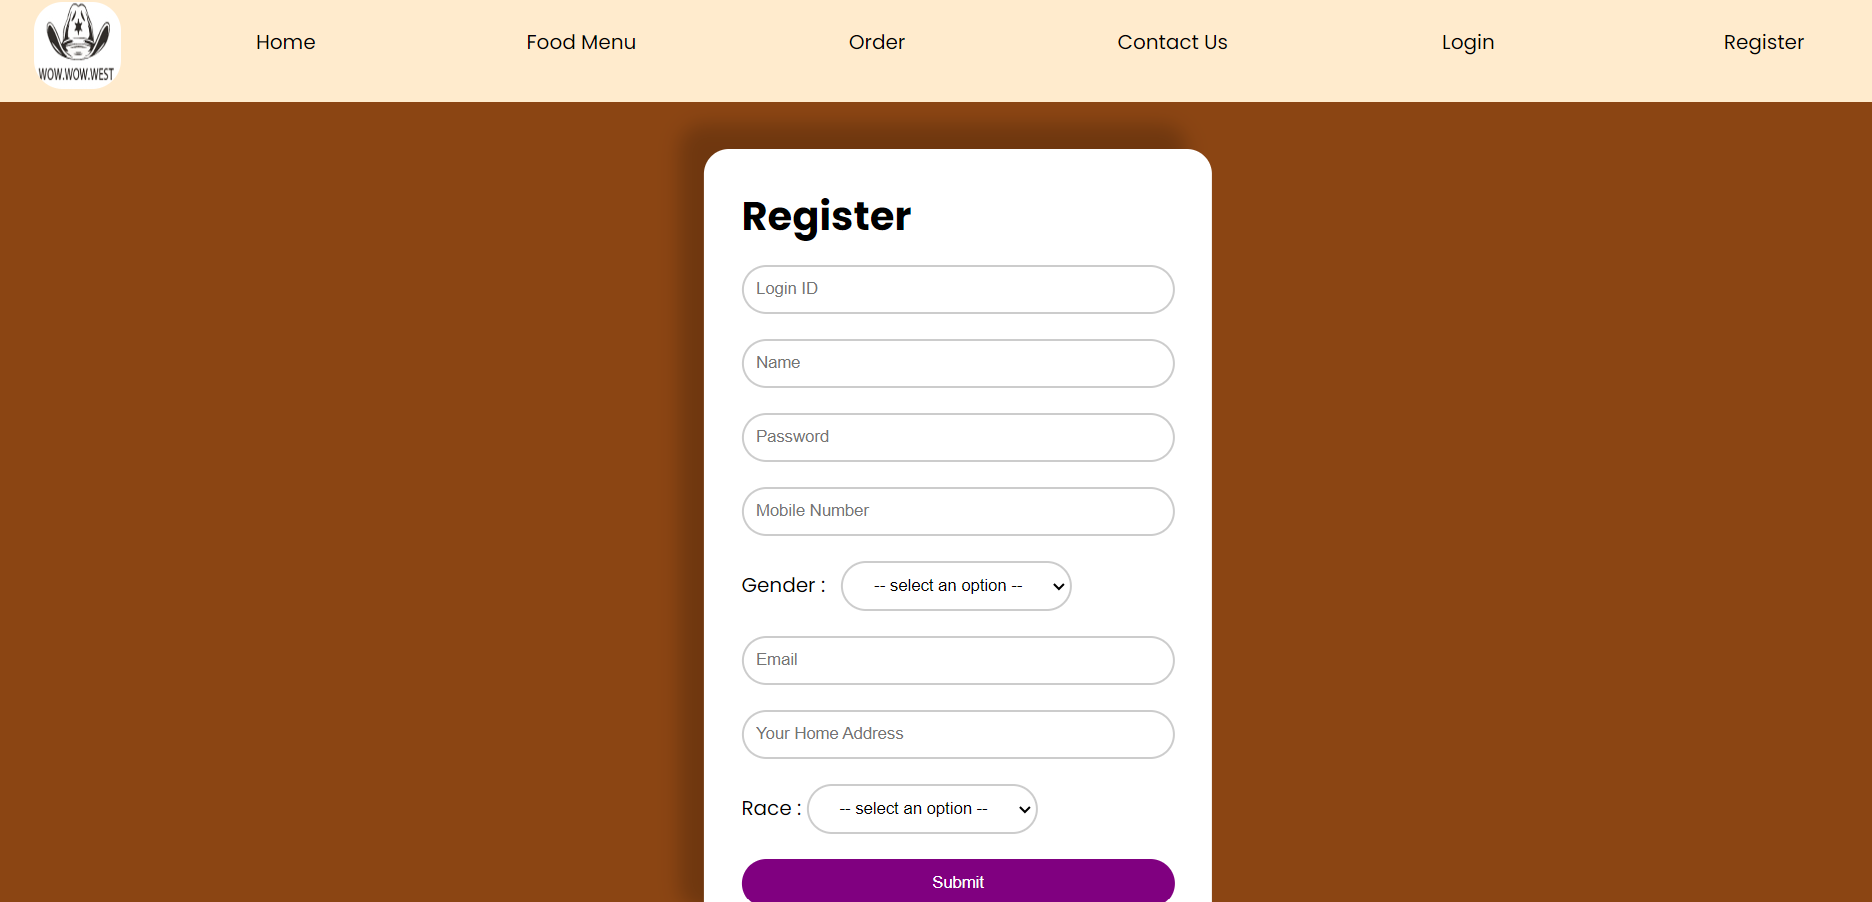 WOW.WOW.WEST
Home
Food Menu
Order
Contact Us
Login
Register
Register
Login ID
Name
Password
Mobile Number
Gender : -- select an option --
Email
Your Home Address
Race : -- select an option --
Submit